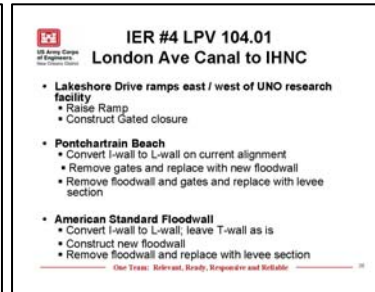 US Army Corps
of Engineers
New Orleans District
IER #4 LPV 104.01
London Ave Canal to IHNC
• Lakeshore Drive ramps east / west of UNO research
facility
• Raise Ramp
• Construct Gated closure
• Pontchartrain Beach
• Convert I-wall to L-wall on current alignment
• Remove gates and replace with new floodwall
• Remove floodwall and gates and replace with levee
section
• American Standard Floodwall
• Convert I-wall to L-wall; leave T-wall as is
• Construct new floodwall
• Remove floodwall and replace with levee section
One Team: Relevant, Ready, Responsive and Reliable